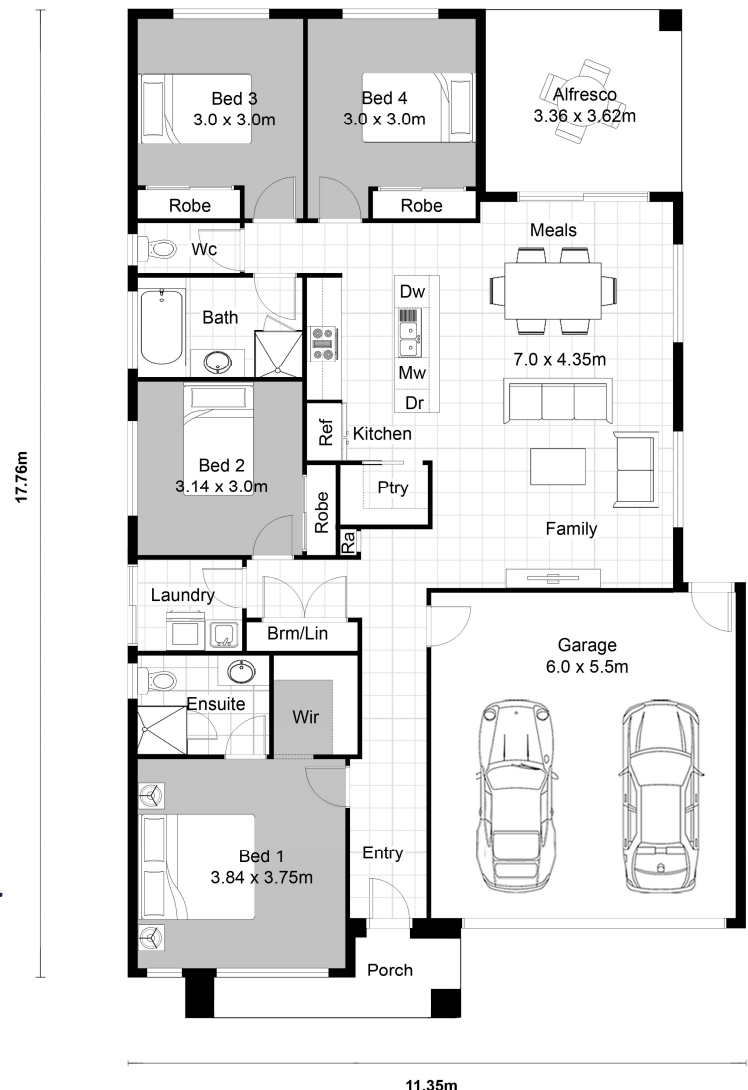 Bed 3
3.0 x 3.0m
Bed 4
3.0 x 3.0m
Alfresco
3.36 x 3.62m
Robe
Robe
Wc
Meals
Bath
Dw
7.0 x 4.35m
Mw
Dr
Ref
Kitchen
Bed 2
3.14 x 3.0m
Robe
Ptry
Ra
Family
17.76m
Laundry
Brm/Lin
Garage
6.0 x 5.5m
Ensuite
Wir
Bed 1
3.84 x 3.75m
Entry
Porch
11.35m